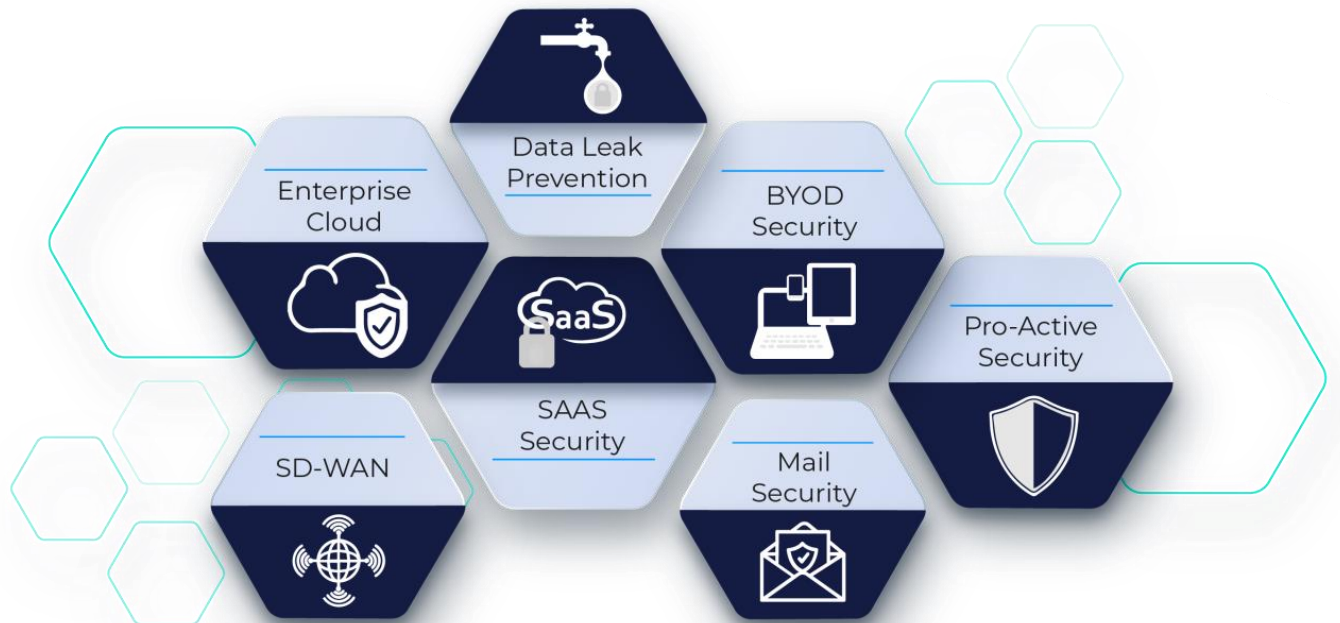 Data Leak
Prevention
Enterprise
Cloud
BYOD
Security
SaaS
Pro-Active
Security
SAAS
Security
SD-WAN
Mail
Security